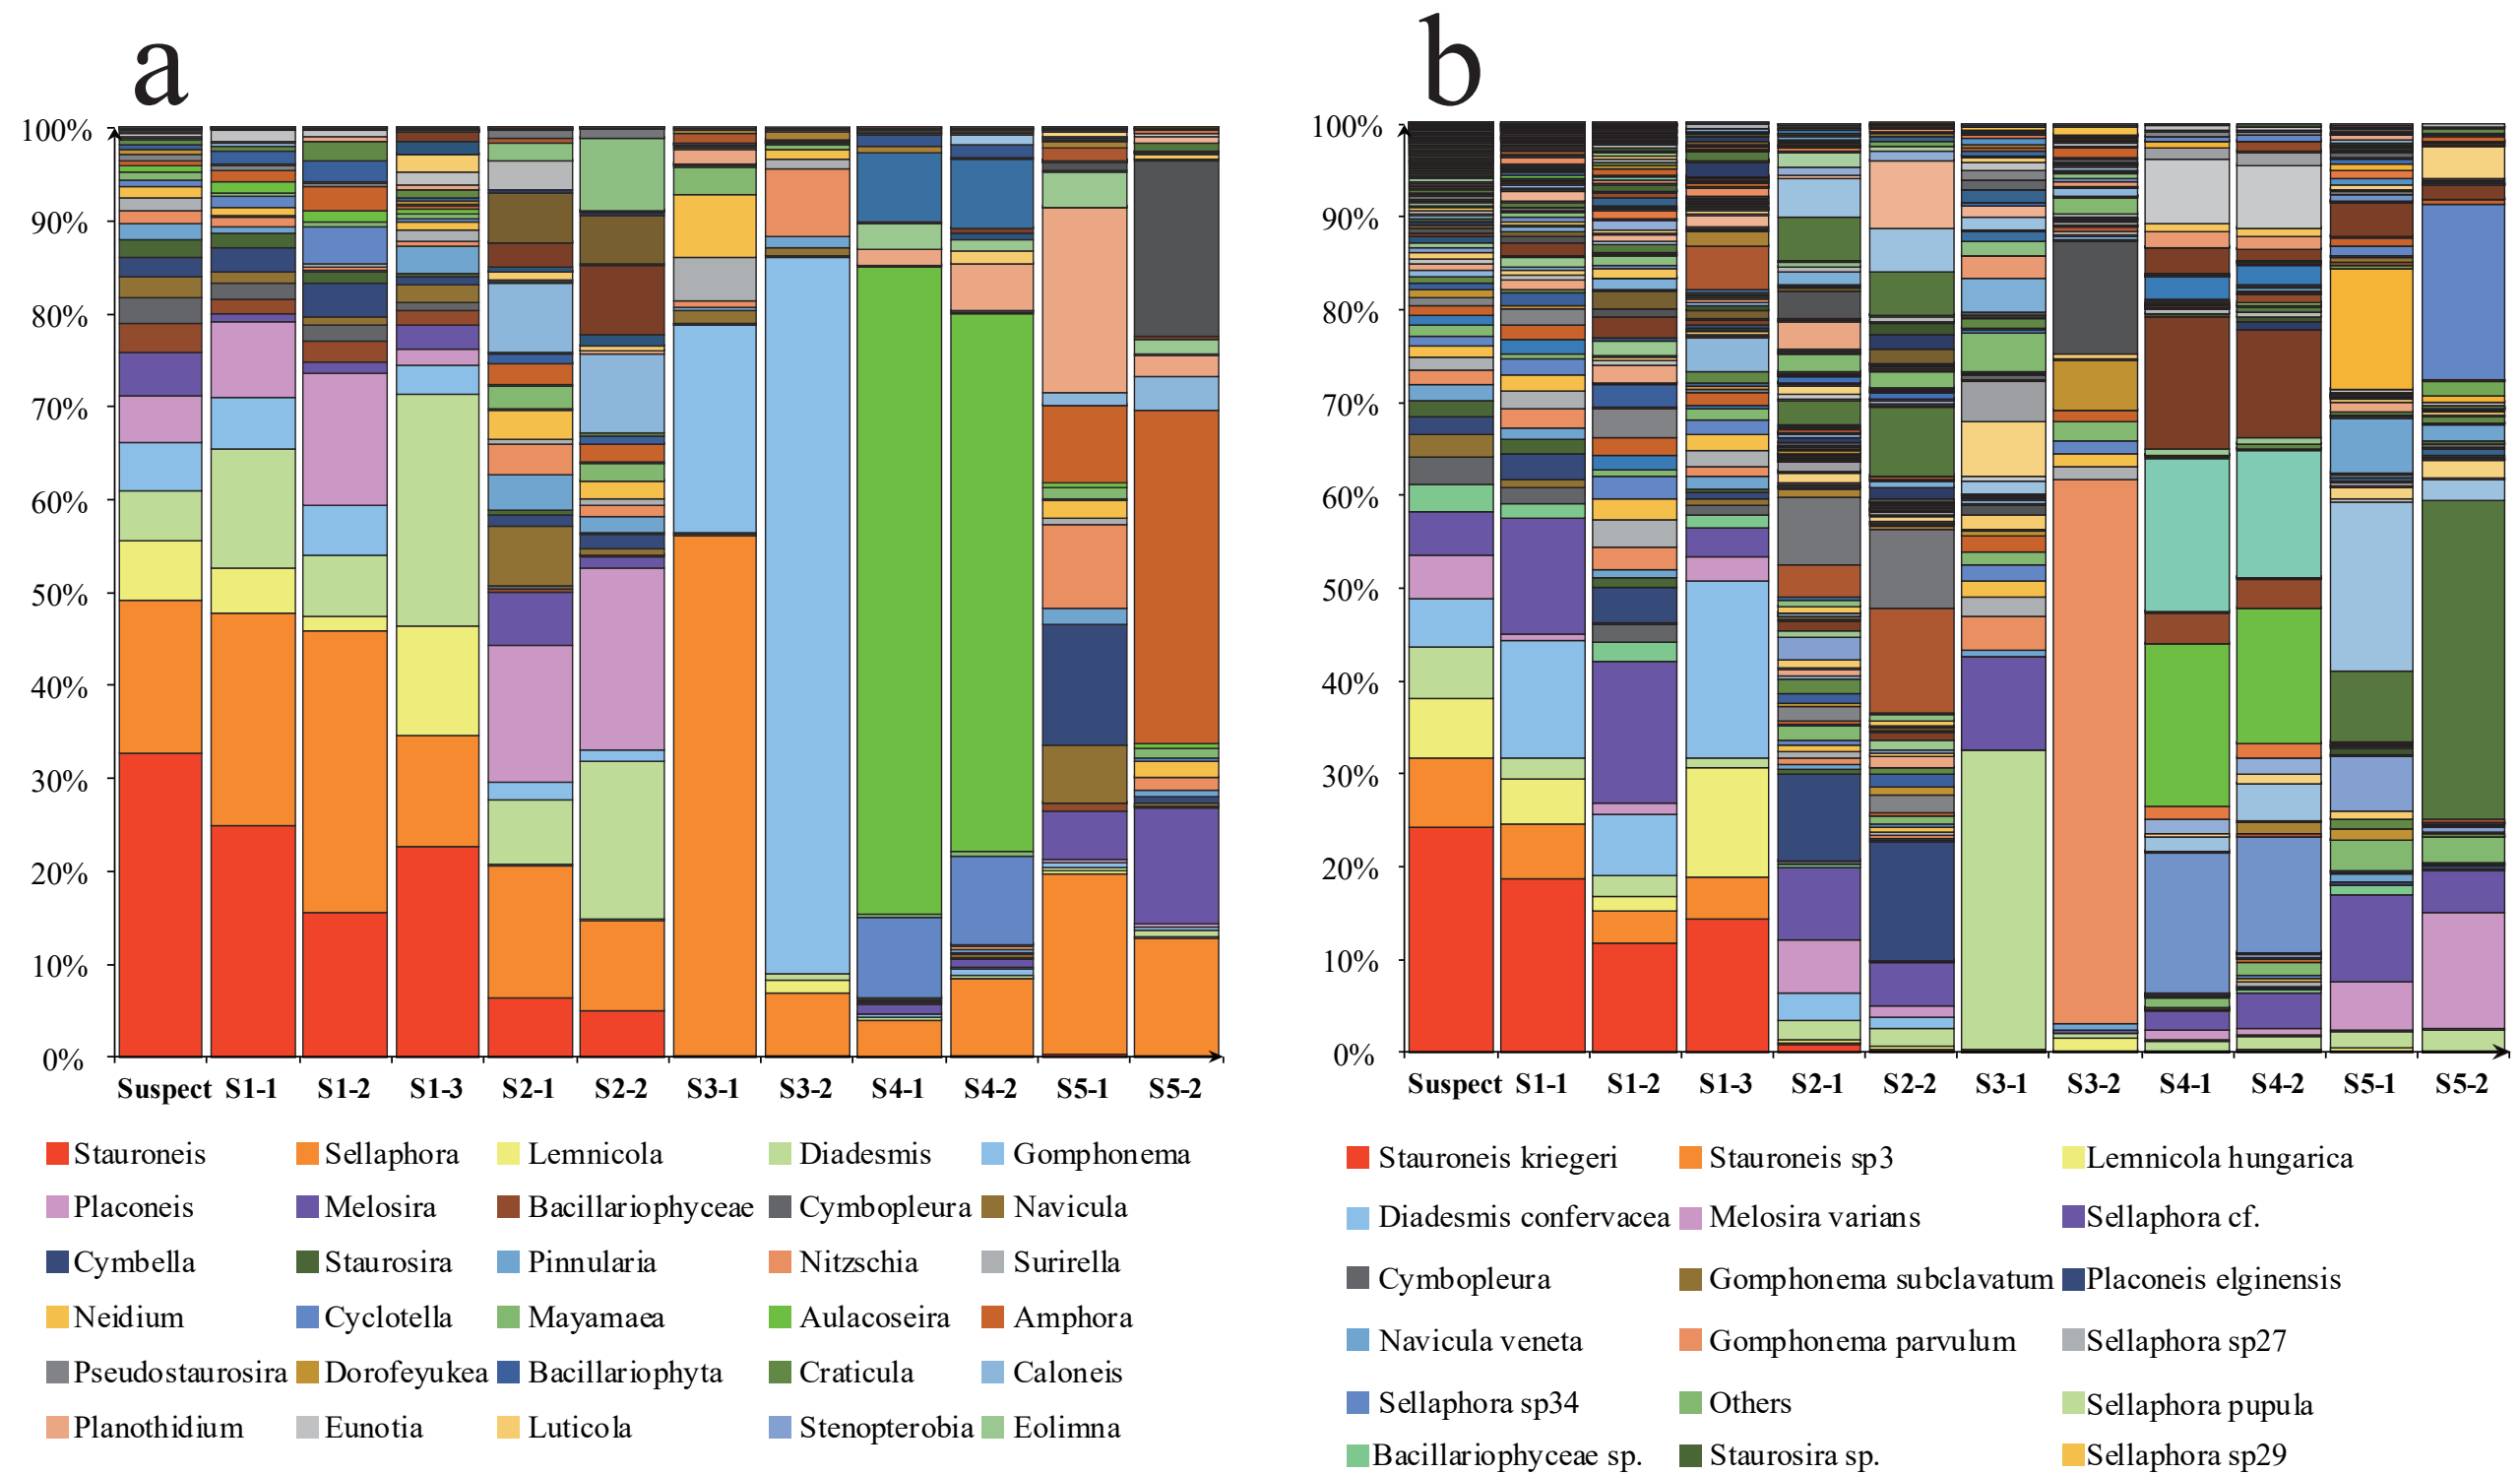 a
100%
90%
80%
70%
60%
50%
40%
30%
20%
10%
0%
Suspect S1-1 S1-2 S1-3 S2-1 S2-2 S3-1 S3-2 S4-1 S4-2 S5-1 S5-2
Stauroneis Sellaphora Lemnicola Diadesmis Gomphonema
Placoneis Melosira Bacillariophyceae Cymbopleura Navicula
Cymbella Staurosira Pinnularia Nitzschia Surirella
Neidium Cyclotella Mayamaea Aulacoseira Amphora
Pseudostaurosira Dorofeyukea Bacillariophyta Craticula Caloneis
Planothidium Eunotia Luticola Stenopterobia Eolimna
b
100%
90%
80%
70%
60%
50%
40%
30%
20%
10%
0%
Suspect S1-1 S1-2 S1-3 S2-1 S2-2 S3-1 S3-2 S4-1 S4-2 S5-1 S5-2
Stauroneis kriegeri Stauroneis sp3 Lemnicola hungarica
Diadesmis confervacea Melosira varians Sellaphora cf.
Cymbopleura Gomphonema subclavatum Placoneis elginensis
Navicula veneta Gomphonema parvulum Sellaphora sp27
Sellaphora sp34 Others Sellaphora pupula
Bacillariophyceae sp. Staurosira sp. Sellaphora sp29